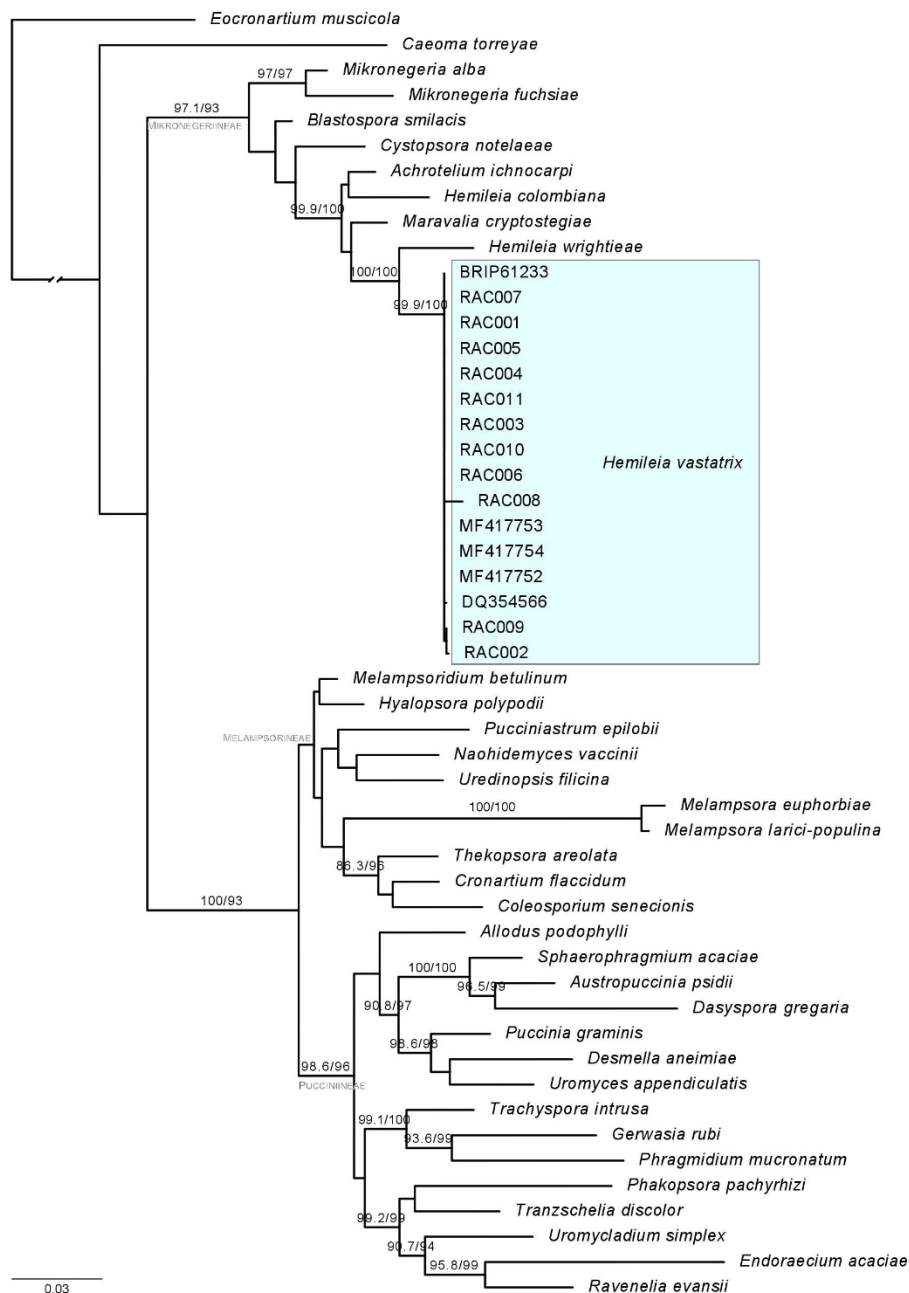 Eocronartium muscicola
Caeoma torreyae
97/97
Mikronegeria alba
Mikronegeria fuchsiae
97.1/93
MIKRONEGERIINEAE
Blastospora smilacis
Cystopsora notelaeae
Achrotelium ichnocarpi
99.9/100
Hemileia colombiana
Maravalia cryptostegiae
Hemileia wrightieae
100/100
BRIP61233
RAC007
99.9/100
RAC001
RAC005
RAC004
RAC011
RAC003
RAC010
Hemileia vastatrix
RAC006
RAC008
MF417753
MF417754
MF417752
DQ354566
RAC009
RAC002
Melampsoridium betulinum
Hyalopsora polypodii
Pucciniastrum epilobii
MELAMPSORINEAE
Naohidemyces vaccinii
Uredinopsis filicina
100/100
Melampsora euphorbiae
Melampsora larici-populina
Thekopsora areolata
86.3/96
Cronartium flaccidum
Coleosporium senecionis
100/93
Allodus podophylli
Sphaerophragmium acaciae
100/100
Austropuccinia psidii
96.5/99
Dasyspora gregaria
90.8/97
Puccinia graminis
98.6/98
Desmella aneimiae
98.6/96
Uromyces appendiculatis
PUCCINIINEAE
Trachyspora intrusa
99.1/100
Gerwasia rubi
93.6/99
Phragmidium mucronatum
Phakopsora pachyrhizi
Tranzschelia discolor
99.2/99
Uromycladium simplex
90.7/94
Endoraecium acaciae
95.8/99
Ravenelia evansii
0.03